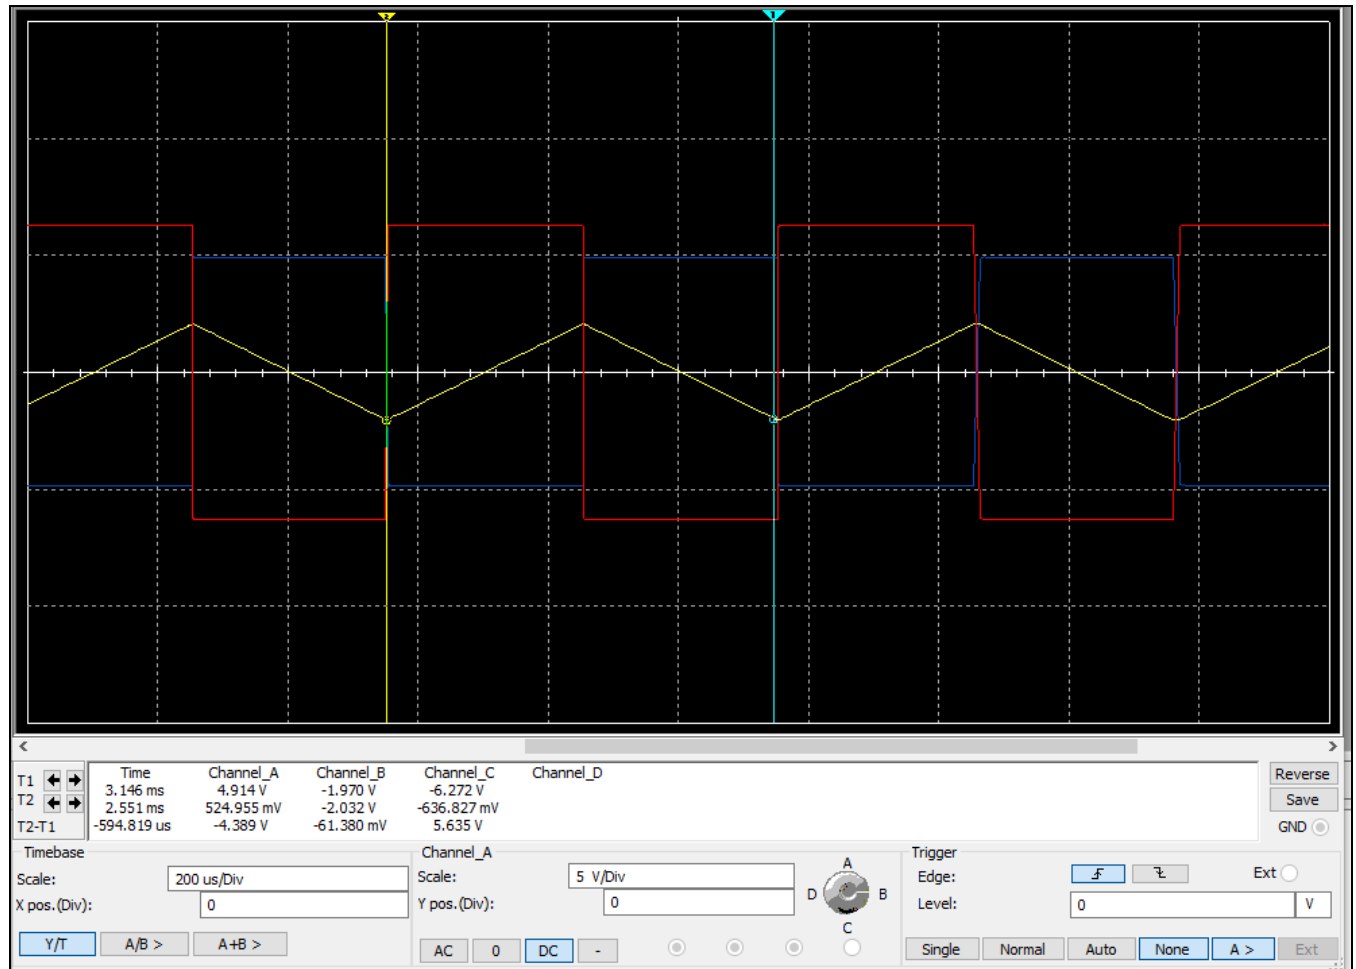 2 1
< >
T1 Time Channel_A Channel_B Channel_C Channel_D Reverse
3.146 ms 4.914 V -1.970 V -6.272 V
T2 2.551 ms 524.955 mV -2.032 V -636.827 mV Save
T2-T1 -594.819 us -4.389 V -61.380 mV 5.635 V GND
Timebase Channel_A Trigger
Scale: 200 us/Div Scale: 5 V/Div A Edge: Ext
X pos.(Div): 0 Y pos.(Div): 0 D B Level: 0 V
C
Y/T A/B > A+B > AC 0 DC - Single Normal Auto None A > Ext